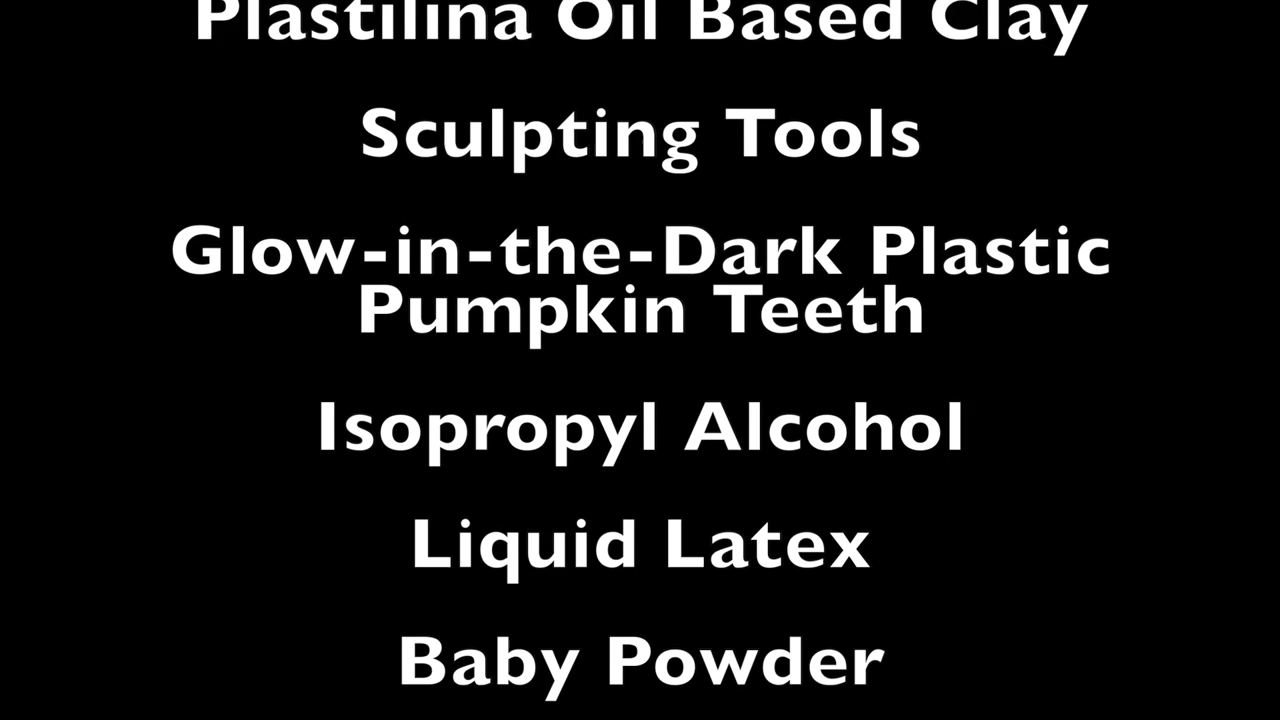 Plastilina Oil Based Clay
Sculpting Tools
Glow-in-the-Dark Plastic
Pumpkin Teeth
Isopropyl Alcohol
Liquid Latex
Baby Powder